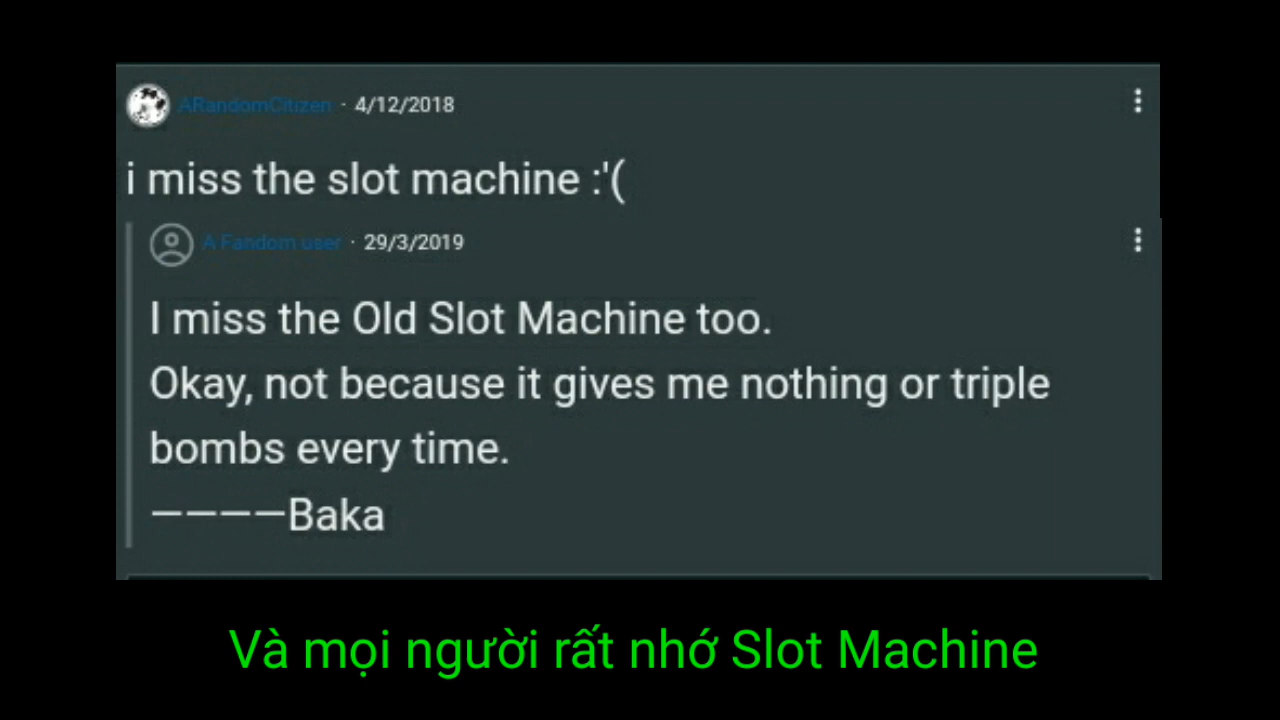 ARandomCitizen · 4/12/2018
i miss the slot machine :'(
A Fandom user · 29/3/2019
I miss the Old Slot Machine too.
Okay, not because it gives me nothing or triple
bombs every time.
————Baka
Và mọi người rất nhớ Slot Machine